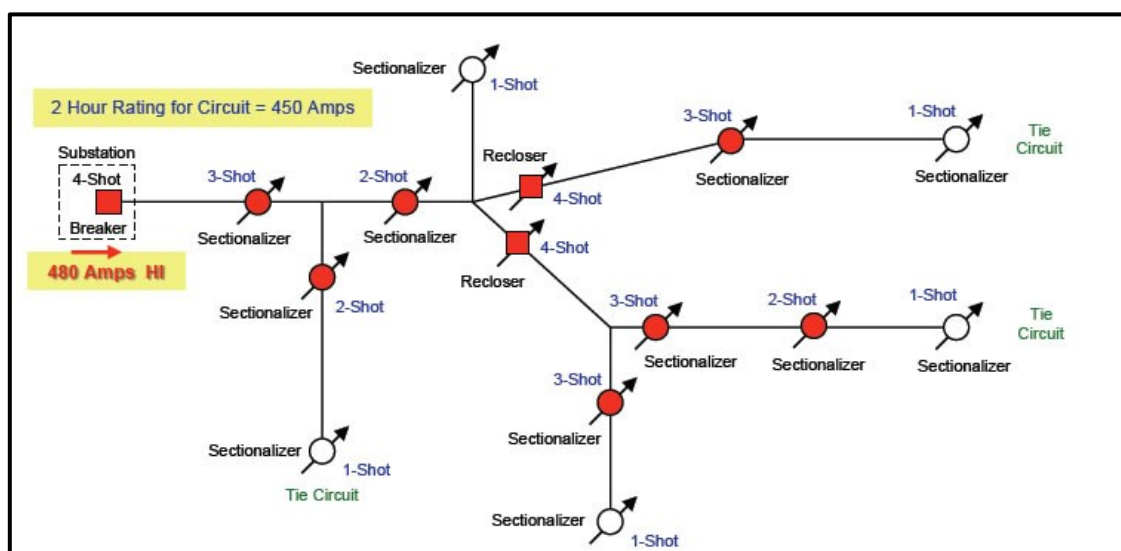 Sectionalizer
1-Shot
2 Hour Rating for Circuit = 450 Amps
3-Shot
1-Shot
Tie
Circuit
Substation
4-Shot
Breaker
3-Shot
Sectionalizer
2-Shot
Sectionalizer
Recloser
4-Shot
Sectionalizer
Sectionalizer
480 Amps HI
4-Shot
Recloser
Sectionalizer
2-Shot
3-Shot
Sectionalizer
2-Shot
Sectionalizer
1-Shot
Sectionalizer
Tie
Circuit
3-Shot
Sectionalizer
Sectionalizer
1-Shot
Tie Circuit
Sectionalizer
1-Shot